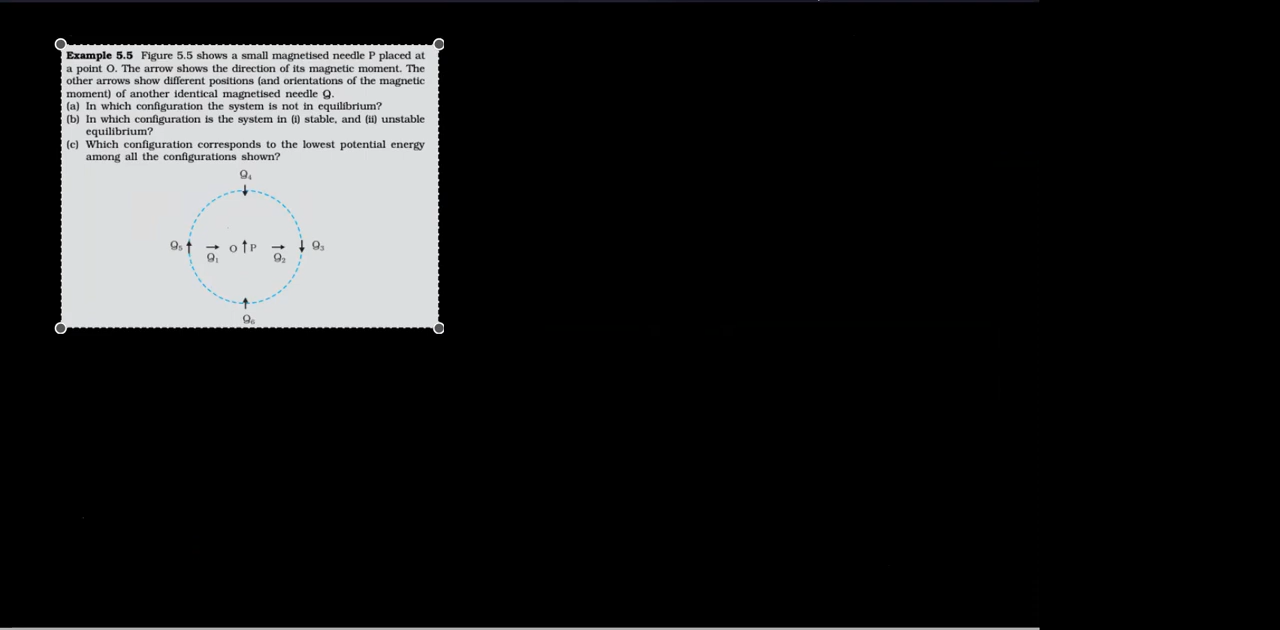 Example 5.5 Figure 5.5 shows a small magnetised needle P placed at
a point O. The arrow shows the direction of its magnetic moment. The
other arrows show different positions (and orientations of the magnetic
moment) of another identical magnetised needle Q.
(a) In which configuration the system is not in equilibrium?
(b) In which configuration is the system in (i) stable, and (ii) unstable
equilibrium?
(c) Which configuration corresponds to the lowest potential energy
among all the configurations shown?
Q₄
Q₅ O P Q₃
Q₁ Q₂
Q₆